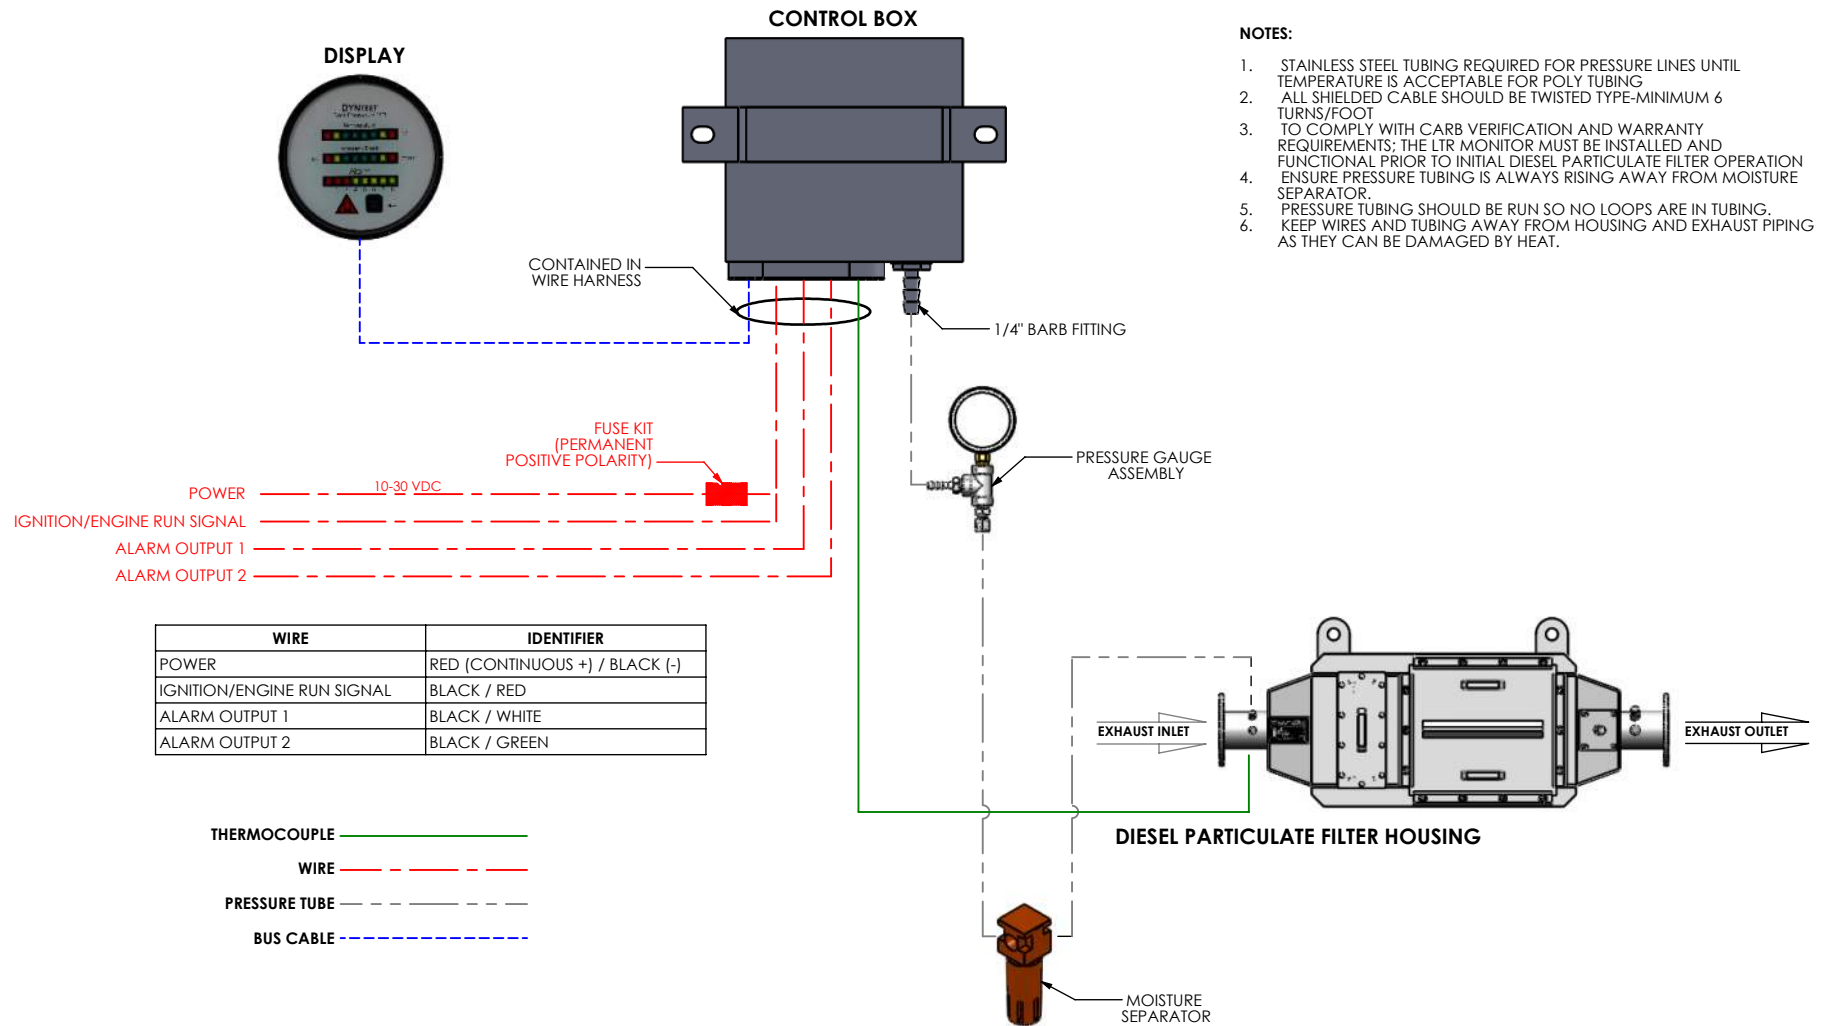 CONTROL BOX
DISPLAY
DYNTEST
Temperature
ALARM
NOTES:
1. STAINLESS STEEL TUBING REQUIRED FOR PRESSURE LINES UNTIL
TEMPERATURE IS ACCEPTABLE FOR POLY TUBING
2. ALL SHIELDED CABLE SHOULD BE TWISTED TYPE-MINIMUM 6
TURNS/FOOT
3. TO COMPLY WITH CARB VERIFICATION AND WARRANTY
REQUIREMENTS; THE LTR MONITOR MUST BE INSTALLED AND
FUNCTIONAL PRIOR TO INITIAL DIESEL PARTICULATE FILTER OPERATION
4. ENSURE PRESSURE TUBING IS ALWAYS RISING AWAY FROM MOISTURE
SEPARATOR.
5. PRESSURE TUBING SHOULD BE RUN SO NO LOOPS ARE IN TUBING.
6. KEEP WIRES AND TUBING AWAY FROM HOUSING AND EXHAUST PIPING
AS THEY CAN BE DAMAGED BY HEAT.
CONTAINED IN
WIRE HARNESS
1/4" BARB FITTING
FUSE KIT
(PERMANENT
POSITIVE POLARITY)
PRESSURE GAUGE
ASSEMBLY
POWER
10-30 VDC
IGNITION/ENGINE RUN SIGNAL
ALARM OUTPUT 1
ALARM OUTPUT 2
WIRE IDENTIFIER
POWER RED (CONTINUOUS +) / BLACK (-)
IGNITION/ENGINE RUN SIGNAL BLACK / RED
ALARM OUTPUT 1 BLACK / WHITE
ALARM OUTPUT 2 BLACK / GREEN
EXHAUST INLET
EXHAUST OUTLET
DIESEL PARTICULATE FILTER HOUSING
THERMOCOUPLE
WIRE
PRESSURE TUBE
BUS CABLE
MOISTURE
SEPARATOR